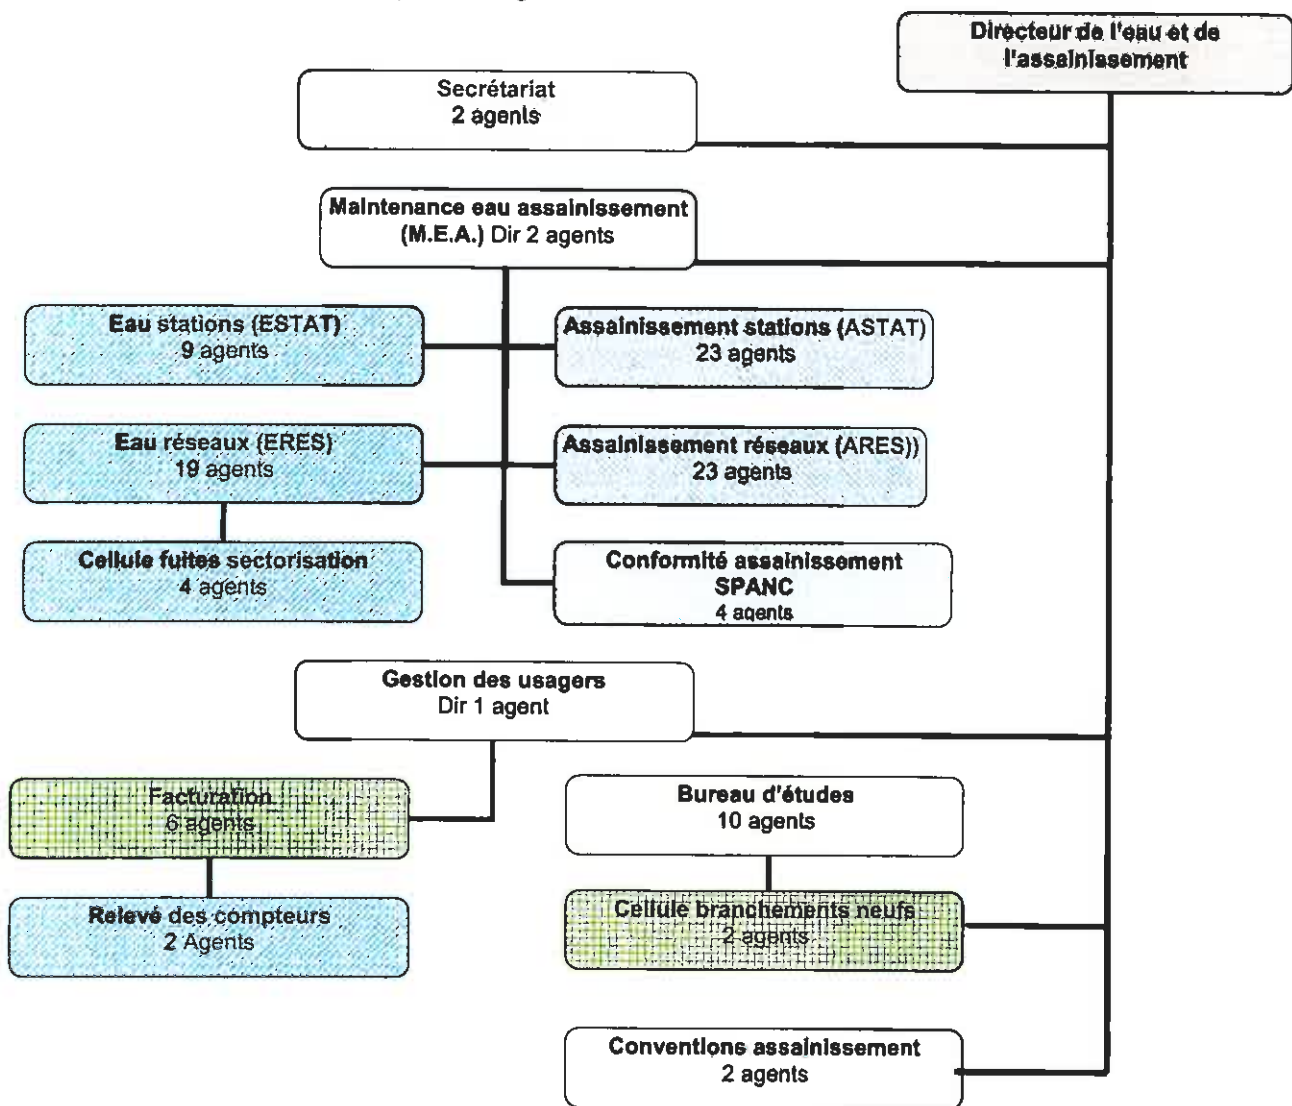 Directeur de l'eau et de
l'assainissement
Secrétariat
2 agents
Maintenance eau assainissement
(M.E.A.) Dir 2 agents
Eau stations (ESTAT)
9 agents
Assainissement stations (ASTAT)
23 agents
Eau réseaux (ERES)
19 agents
Assainissement réseaux (ARES))
23 agents
Cellule fuites sectorisation
4 agents
Conformité assainissement
SPANC
4 agents
Gestion des usagers
Dir 1 agent
Facturation
6 agents
Bureau d'études
10 agents
Relevé des compteurs
2 Agents
Cellule branchements neufs
2 agents
Conventions assainissement
2 agents